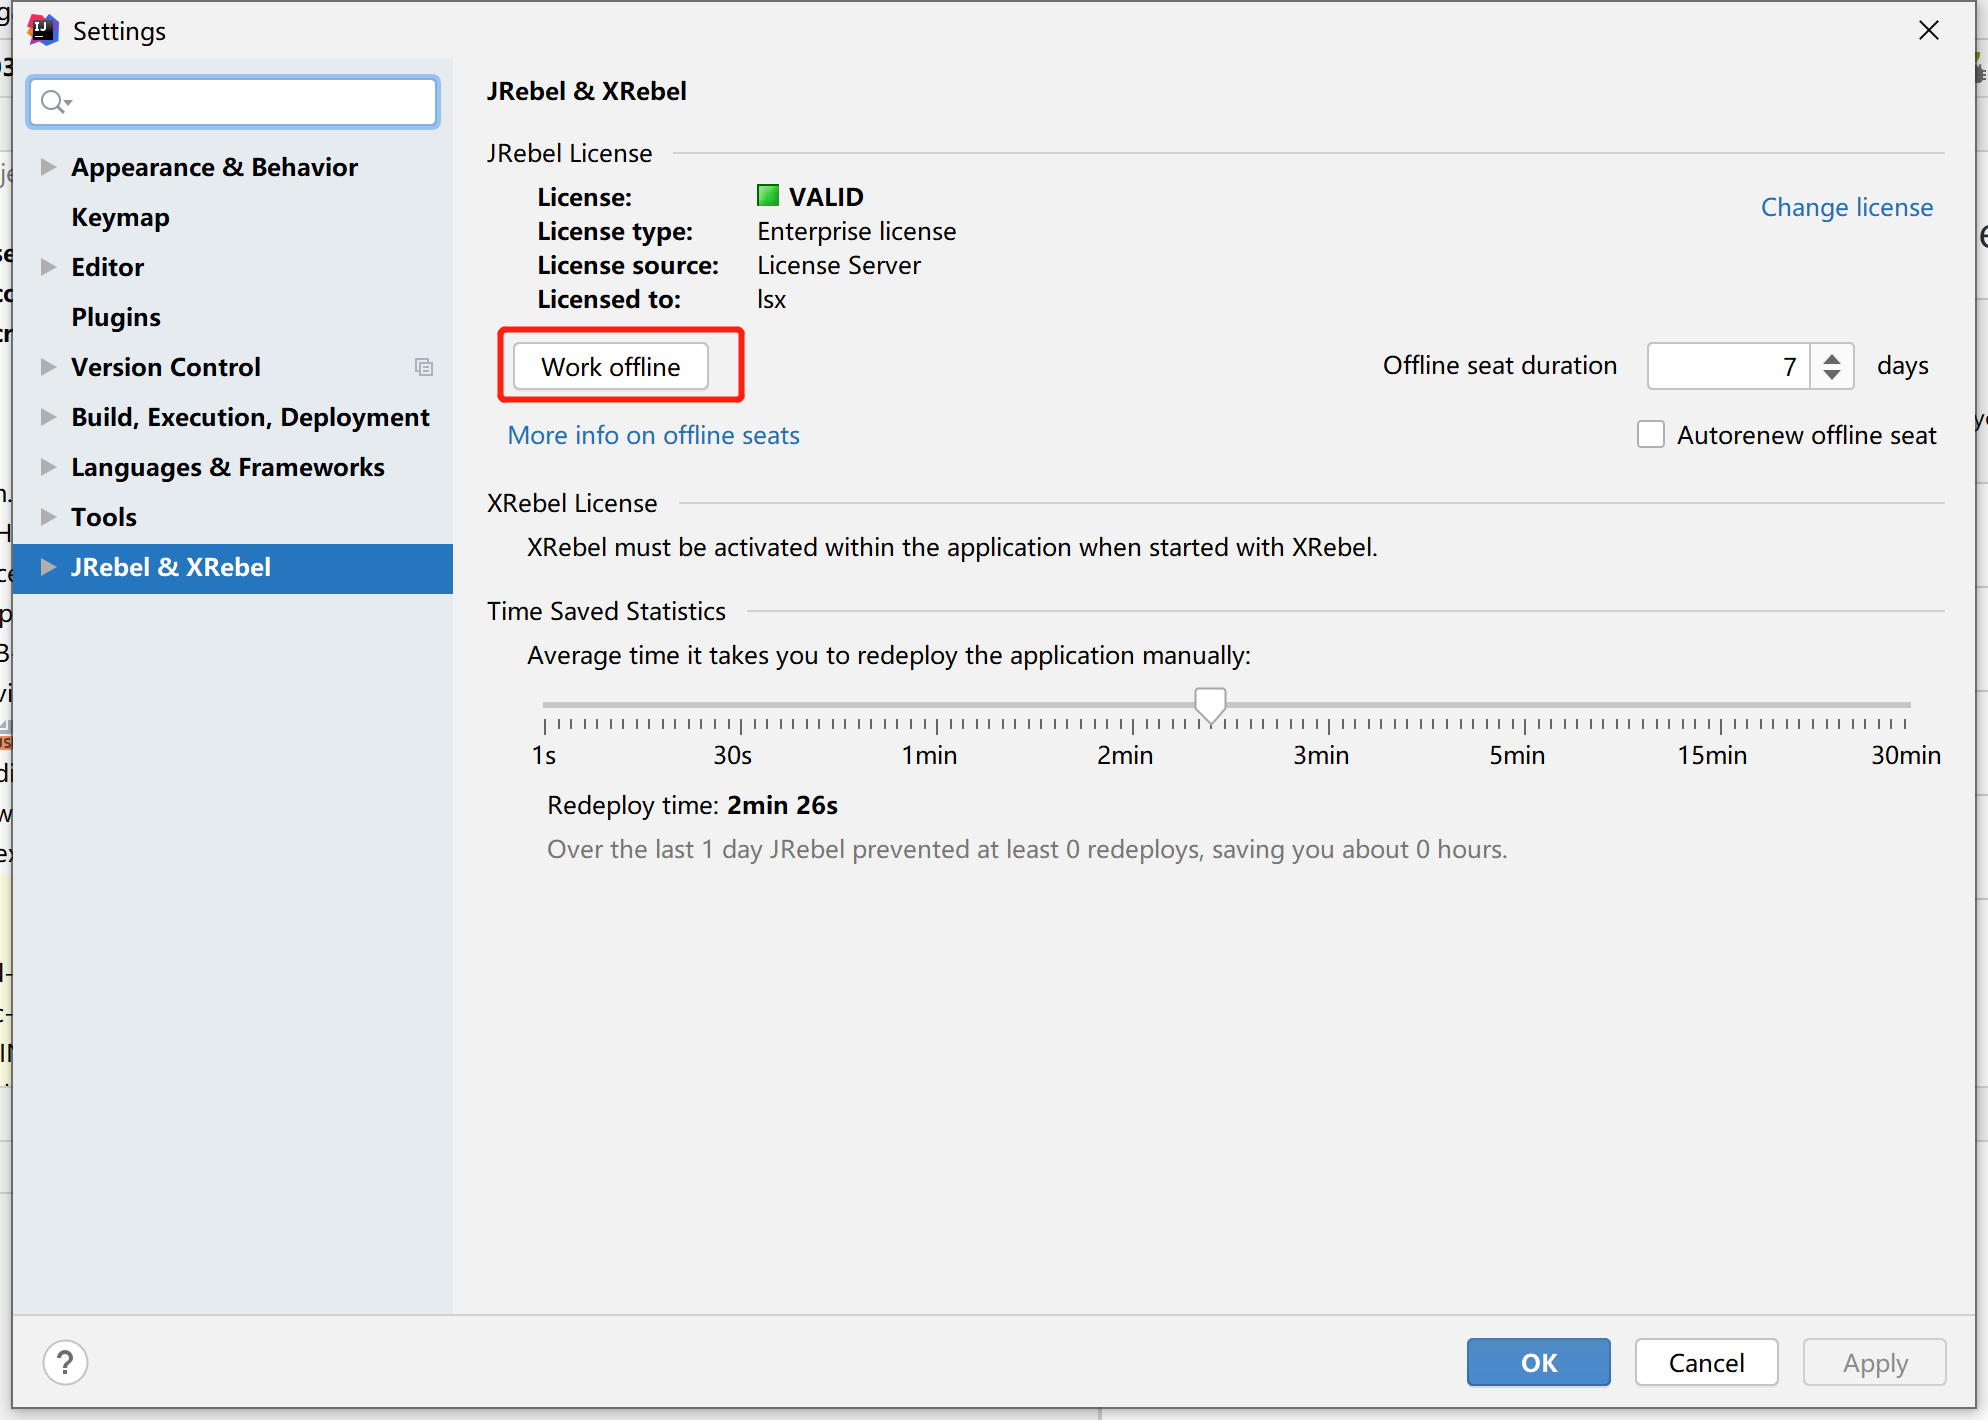 Settings
Appearance & Behavior
Keymap
Editor
Plugins
Version Control
Build, Execution, Deployment
Languages & Frameworks
Tools
JRebel & XRebel
JRebel & XRebel
JRebel License
License: VALID
License type: Enterprise license
License source: License Server
Licensed to: lsx
Change license
Work offline
Offline seat duration 7 days
More info on offline seats
Autorenew offline seat
XRebel License
XRebel must be activated within the application when started with XRebel.
Time Saved Statistics
Average time it takes you to redeploy the application manually:
1s 30s 1min 2min 3min 5min 15min 30min
Redeploy time: 2min 26s
Over the last 1 day JRebel prevented at least 0 redeploys, saving you about 0 hours.
?
OK Cancel Apply